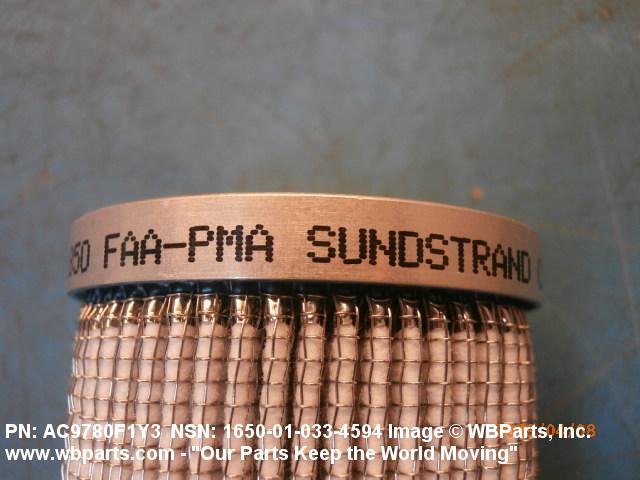 350 FAA-PMA SUNDSTRAND
PN: AC9780F1Y3 NSN: 1650-01-033-4594 Image © WBParts, Inc.
www.wbparts.com - "Our Parts Keep the World Moving"